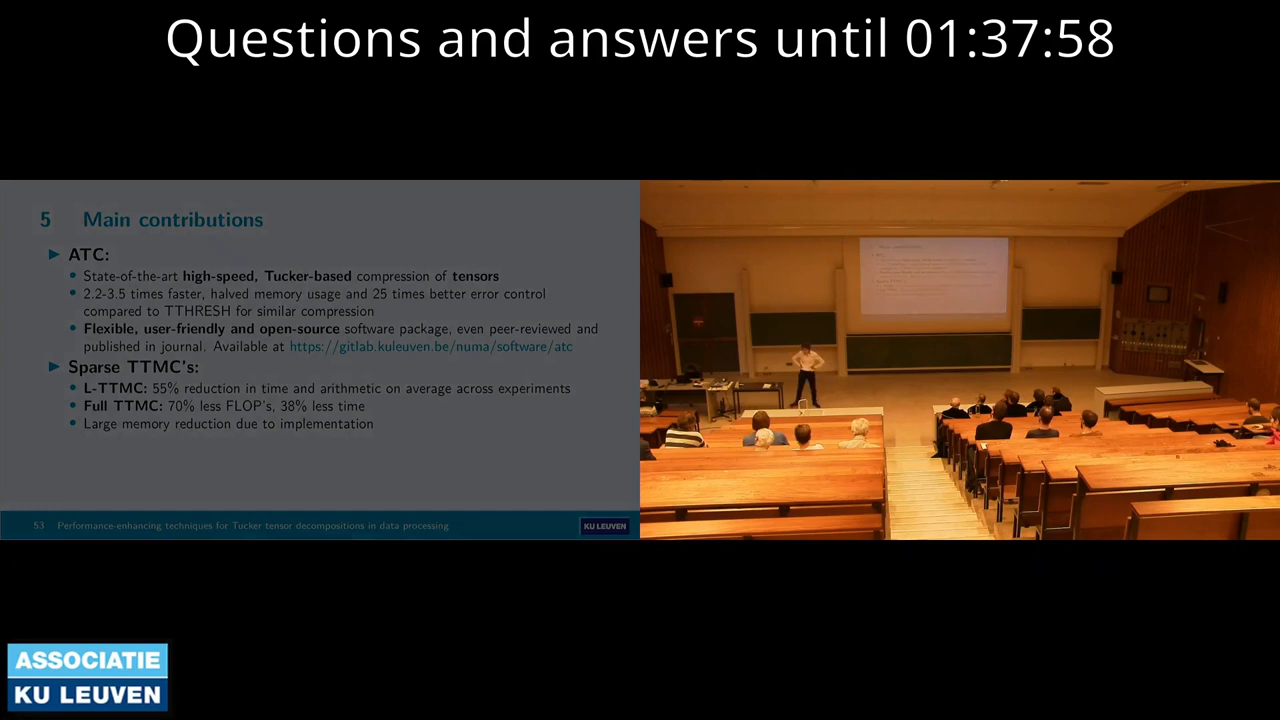 Questions and answers until 01:37:58
5 Main contributions
▶ ATC:
• State-of-the-art high-speed, Tucker-based compression of tensors
• 2.2-3.5 times faster, halved memory usage and 25 times better error control
compared to TTHRESH for similar compression
• Flexible, user-friendly and open-source software package, even peer-reviewed and
published in journal. Available at https://gitlab.kuleuven.be/numa/software/atc
▶ Sparse TTMC's:
• L-TTMC: 55% reduction in time and arithmetic on average across experiments
• Full TTMC: 70% less FLOP's, 38% less time
• Large memory reduction due to implementation
53 Performance-enhancing techniques for Tucker tensor decompositions in data processing
KU LEUVEN
ASSOCIATIE
KU LEUVEN